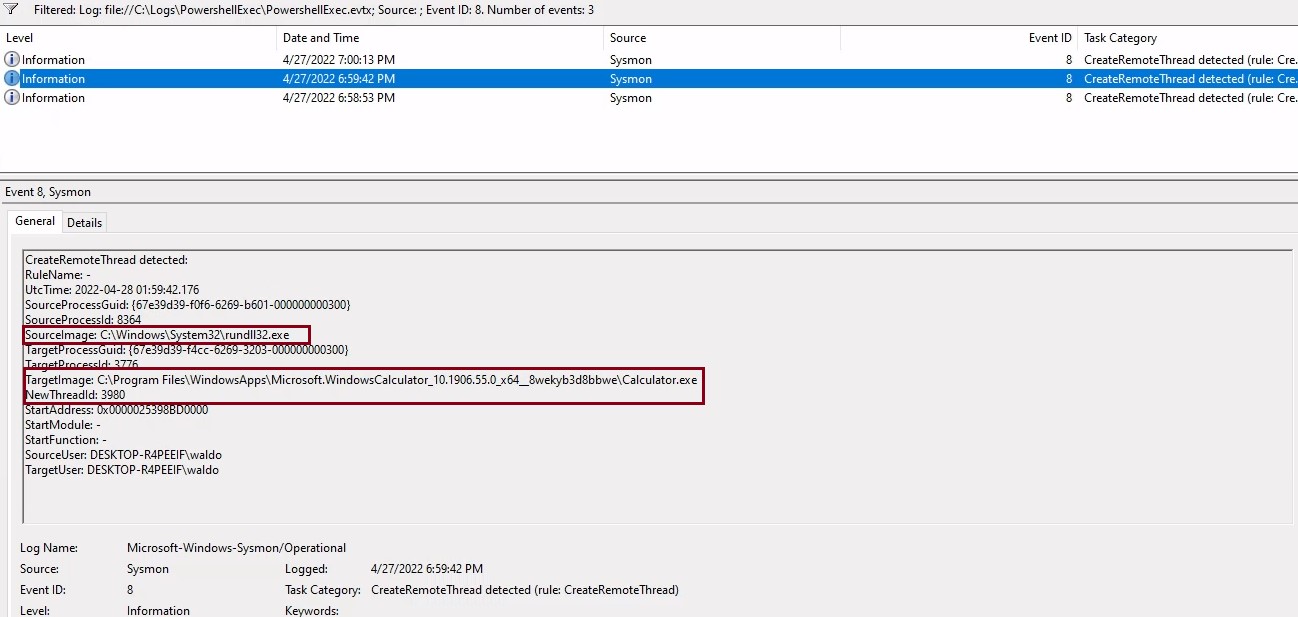 Filtered: Log: file://C:\Logs\PowershellExec\PowershellExec.evtx; Source: ; Event ID: 8. Number of events: 3
Level Date and Time Source Event ID Task Category
Information 4/27/2022 7:00:13 PM Sysmon 8 CreateRemoteThread detected (rule: Cre...
Information 4/27/2022 6:59:42 PM Sysmon 8 CreateRemoteThread detected (rule: Cre...
Information 4/27/2022 6:58:53 PM Sysmon 8 CreateRemoteThread detected (rule: Cre...
Event 8, Sysmon
General Details
CreateRemoteThread detected:
RuleName: -
UtcTime: 2022-04-28 01:59:42.176
SourceProcessGuid: {67e39d39-f0f6-6269-b601-000000000300}
SourceProcessId: 8364
SourceImage: C:\Windows\System32\rundll32.exe
TargetProcessGuid: {67e39d39-f4cc-6269-3203-000000000300}
TargetProcessId: 3776
TargetImage: C:\Program Files\WindowsApps\Microsoft.WindowsCalculator_10.1906.55.0_x64__8wekyb3d8bbwe\Calculator.exe
NewThreadId: 3980
StartAddress: 0x0000025398BD0000
StartModule: -
StartFunction: -
SourceUser: DESKTOP-R4PEEIF\waldo
TargetUser: DESKTOP-R4PEEIF\waldo
Log Name: Microsoft-Windows-Sysmon/Operational
Source: Sysmon Logged: 4/27/2022 6:59:42 PM
Event ID: 8 Task Category: CreateRemoteThread detected (rule: CreateRemoteThread)
Level: Information Keywords: